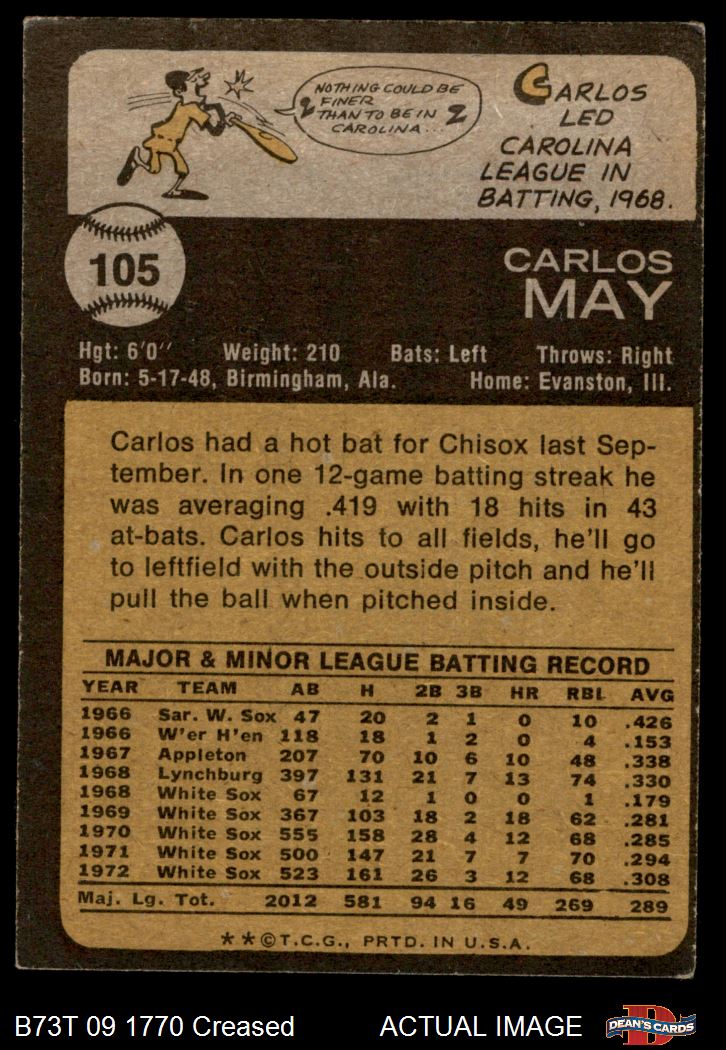 NOTHING COULD BE
FINER
THAN TO BE IN
CAROLINA...
CARLOS
LED
CAROLINA
LEAGUE IN
BATTING, 1968.
105
CARLOS
MAY
Hgt: 6'0" Weight: 210 Bats: Left Throws: Right
Born: 5-17-48, Birmingham, Ala. Home: Evanston, Ill.
Carlos had a hot bat for Chisox last Sep-
tember. In one 12-game batting streak he
was averaging .419 with 18 hits in 43
at-bats. Carlos hits to all fields, he'll go
to leftfield with the outside pitch and he'll
pull the ball when pitched inside.
MAJOR & MINOR LEAGUE BATTING RECORD
YEAR TEAM AB H 2B 3B HR RBI AVG
1966 Sar. W. Sox 47 20 2 1 0 10 .426
1966 W'er H'en 118 18 1 2 0 4 .153
1967 Appleton 207 70 10 6 10 48 .338
1968 Lynchburg 397 131 21 7 13 74 .330
1968 White Sox 67 12 1 0 0 1 .179
1969 White Sox 367 103 18 2 18 62 .281
1970 White Sox 555 158 28 4 12 68 .285
1971 White Sox 500 147 21 7 7 70 .294
1972 White Sox 523 161 26 3 12 68 .308
Maj. Lg. Tot. 2012 581 94 16 49 269 289
**©T.C.G., PRTD. IN U.S.A.
B73T 09 1770 Creased ACTUAL IMAGE
D
DEAN'S CARDS